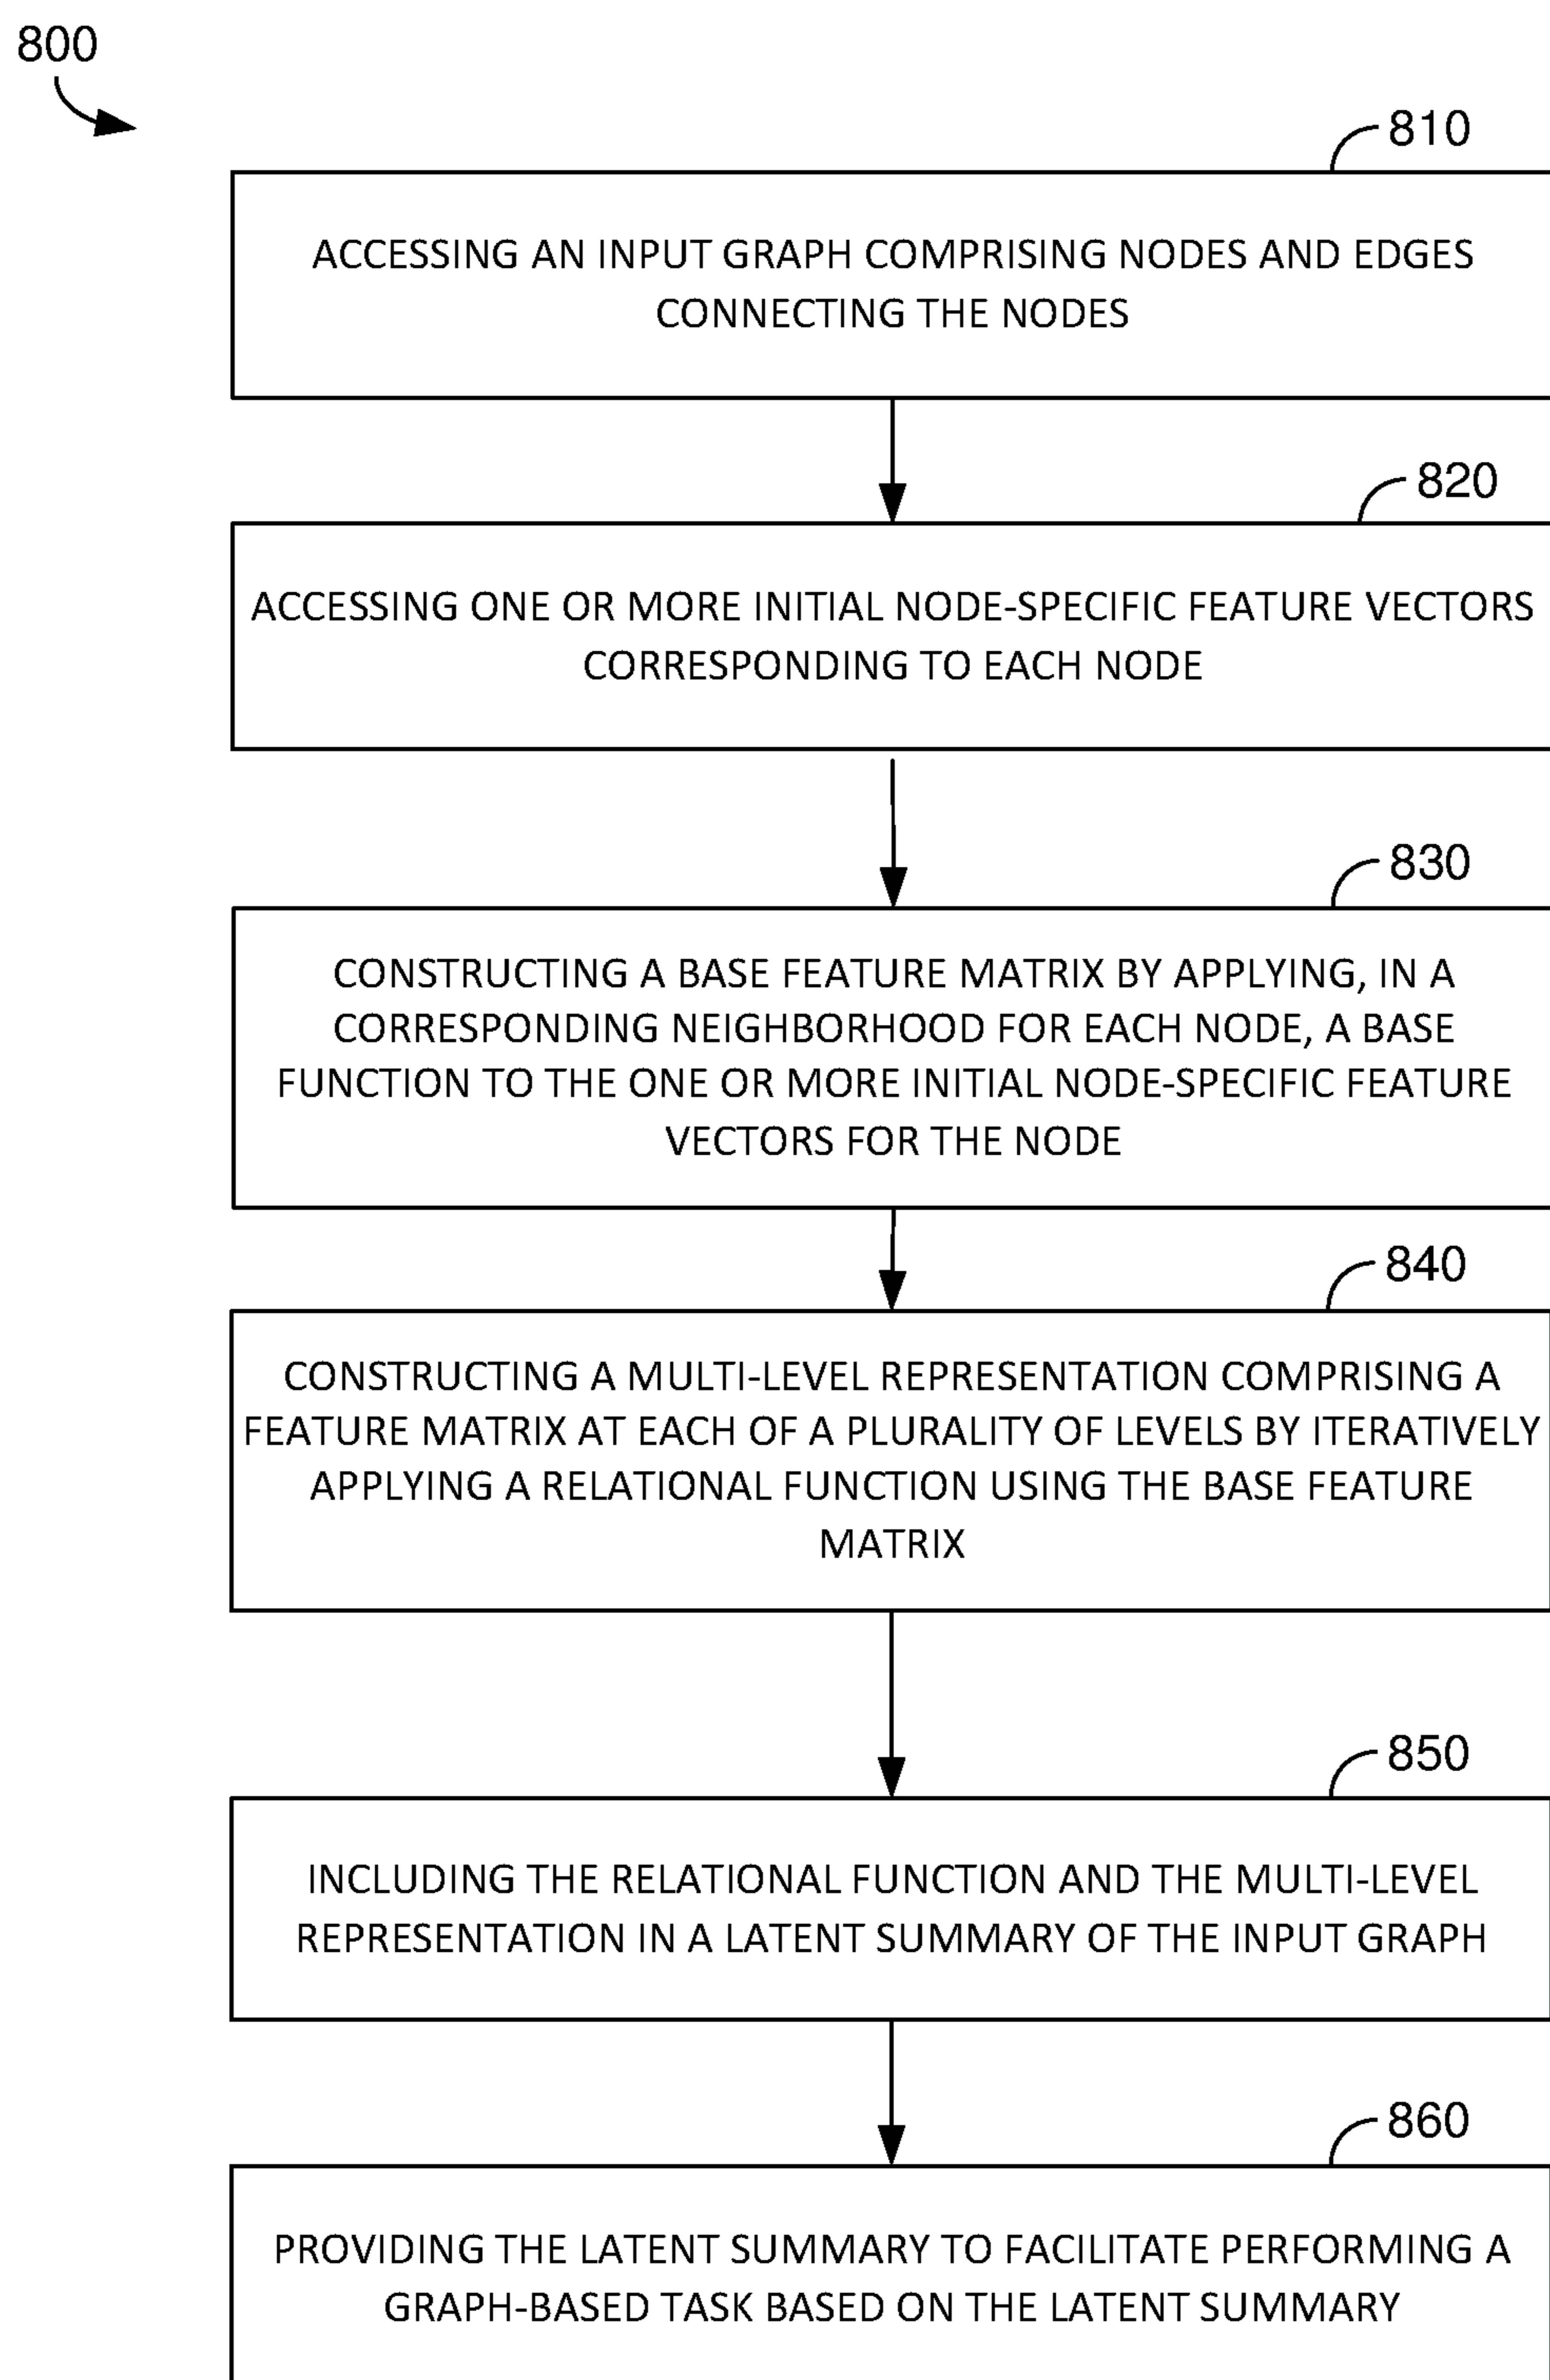 800
810
ACCESSING AN INPUT GRAPH COMPRISING NODES AND EDGES
CONNECTING THE NODES
820
ACCESSING ONE OR MORE INITIAL NODE-SPECIFIC FEATURE VECTORS
CORRESPONDING TO EACH NODE
830
CONSTRUCTING A BASE FEATURE MATRIX BY APPLYING, IN A
CORRESPONDING NEIGHBORHOOD FOR EACH NODE, A BASE
FUNCTION TO THE ONE OR MORE INITIAL NODE-SPECIFIC FEATURE
VECTORS FOR THE NODE
840
CONSTRUCTING A MULTI-LEVEL REPRESENTATION COMPRISING A
FEATURE MATRIX AT EACH OF A PLURALITY OF LEVELS BY ITERATIVELY
APPLYING A RELATIONAL FUNCTION USING THE BASE FEATURE
MATRIX
850
INCLUDING THE RELATIONAL FUNCTION AND THE MULTI-LEVEL
REPRESENTATION IN A LATENT SUMMARY OF THE INPUT GRAPH
860
PROVIDING THE LATENT SUMMARY TO FACILITATE PERFORMING A
GRAPH-BASED TASK BASED ON THE LATENT SUMMARY